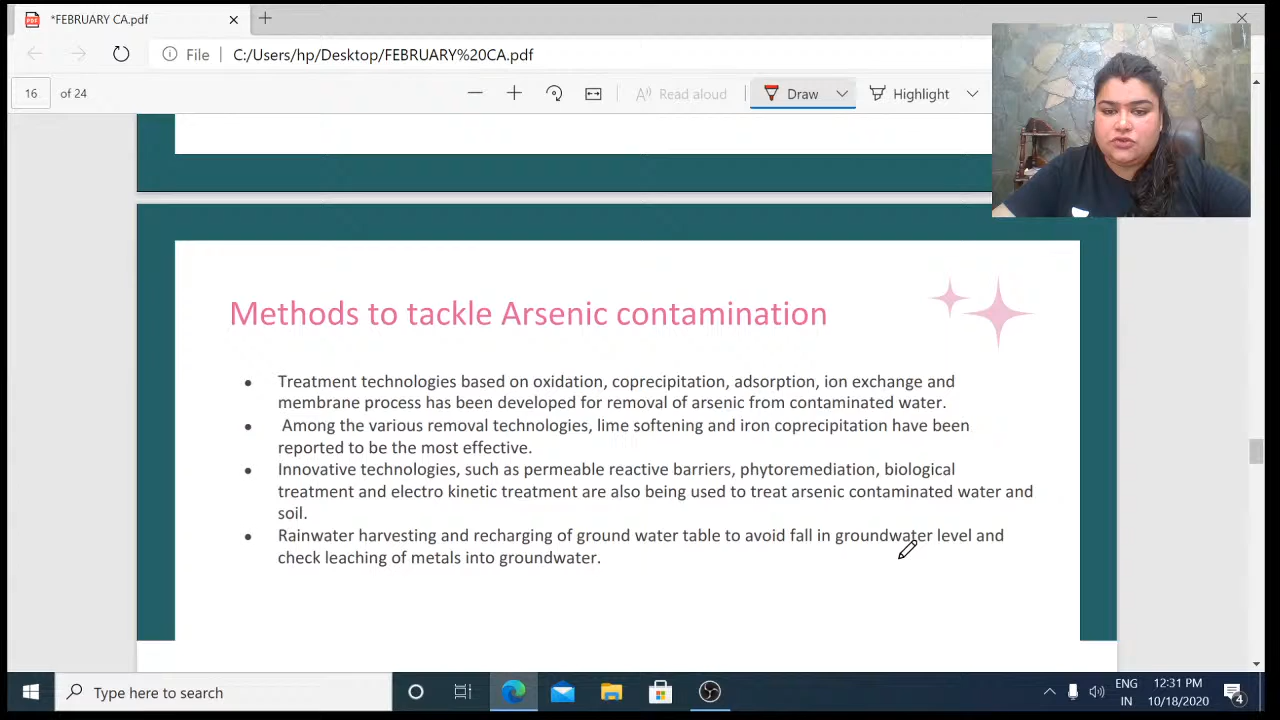 *FEBRUARY CA.pdf
File C:/Users/hp/Desktop/FEBRUARY%20CA.pdf
16 of 24 Read aloud Draw Highlight
Methods to tackle Arsenic contamination
● Treatment technologies based on oxidation, coprecipitation, adsorption, ion exchange and
membrane process has been developed for removal of arsenic from contaminated water.
● Among the various removal technologies, lime softening and iron coprecipitation have been
reported to be the most effective.
● Innovative technologies, such as permeable reactive barriers, phytoremediation, biological
treatment and electro kinetic treatment are also being used to treat arsenic contaminated water and
soil.
● Rainwater harvesting and recharging of ground water table to avoid fall in groundwater level and
check leaching of metals into groundwater.
Type here to search
ENG 12:31 PM
IN 10/18/2020 4